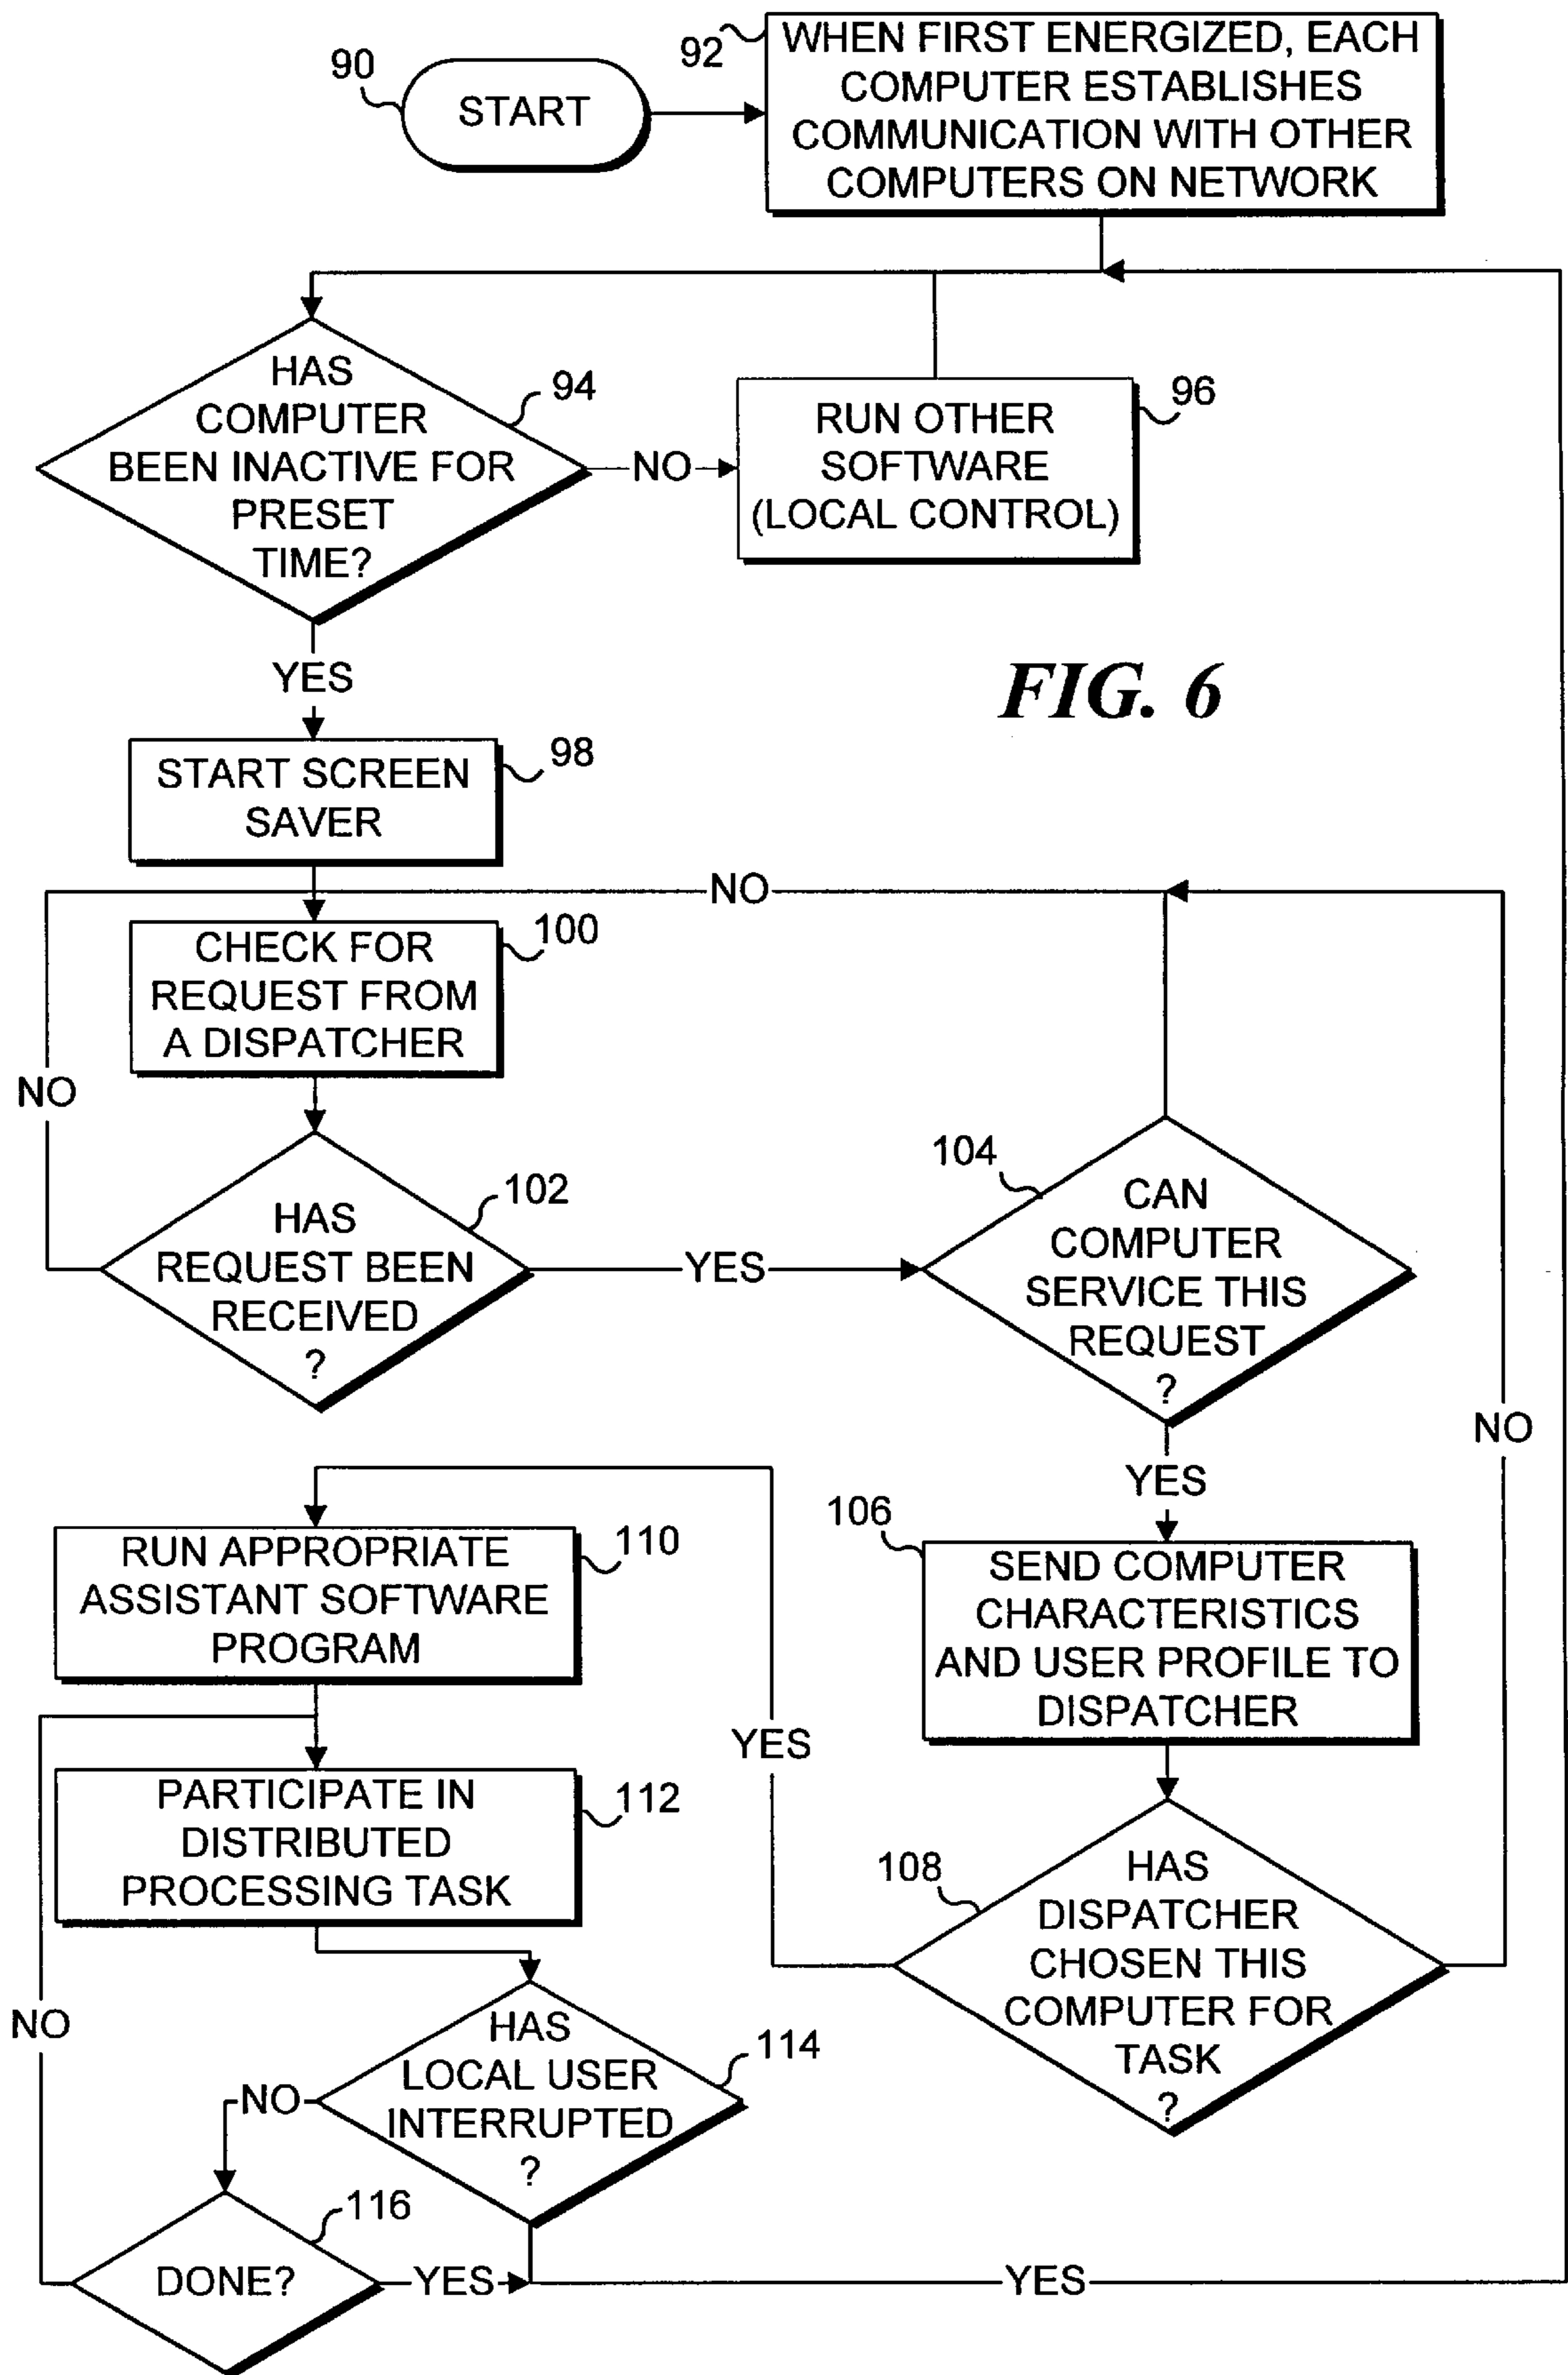 90
START
92
WHEN FIRST ENERGIZED, EACH
COMPUTER ESTABLISHES
COMMUNICATION WITH OTHER
COMPUTERS ON NETWORK
HAS
COMPUTER
BEEN INACTIVE FOR
PRESET
TIME?
94
NO
RUN OTHER
SOFTWARE
(LOCAL CONTROL)
96
YES
FIG. 6
START SCREEN
SAVER
98
NO
CHECK FOR
REQUEST FROM
A DISPATCHER
100
NO
HAS
REQUEST BEEN
RECEIVED
?
102
YES
104
CAN
COMPUTER
SERVICE THIS
REQUEST
?
NO
YES
106
SEND COMPUTER
CHARACTERISTICS
AND USER PROFILE TO
DISPATCHER
RUN APPROPRIATE
ASSISTANT SOFTWARE
PROGRAM
110
YES
PARTICIPATE IN
DISTRIBUTED
PROCESSING TASK
112
108
HAS
DISPATCHER
CHOSEN THIS
COMPUTER FOR
TASK
?
NO
HAS
LOCAL USER
INTERRUPTED
?
114
NO
116
DONE?
YES
YES